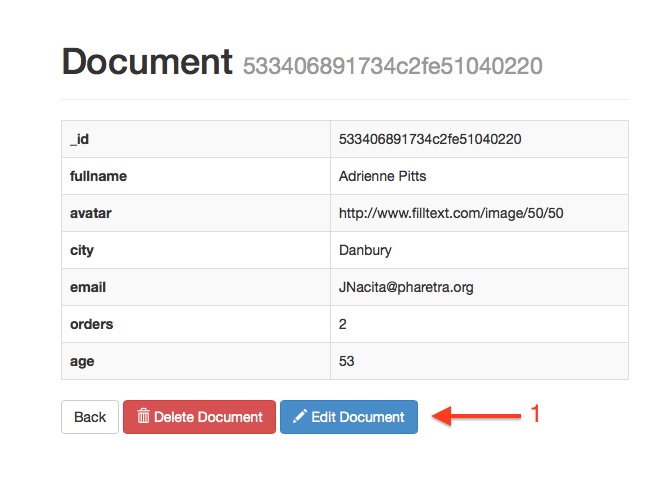 Document 533406891734c2fe51040220
_id 533406891734c2fe51040220
fullname Adrienne Pitts
avatar http://www.filltext.com/image/50/50
city Danbury
email JNacita@pharetra.org
orders 2
age 53
Back Delete Document Edit Document 1